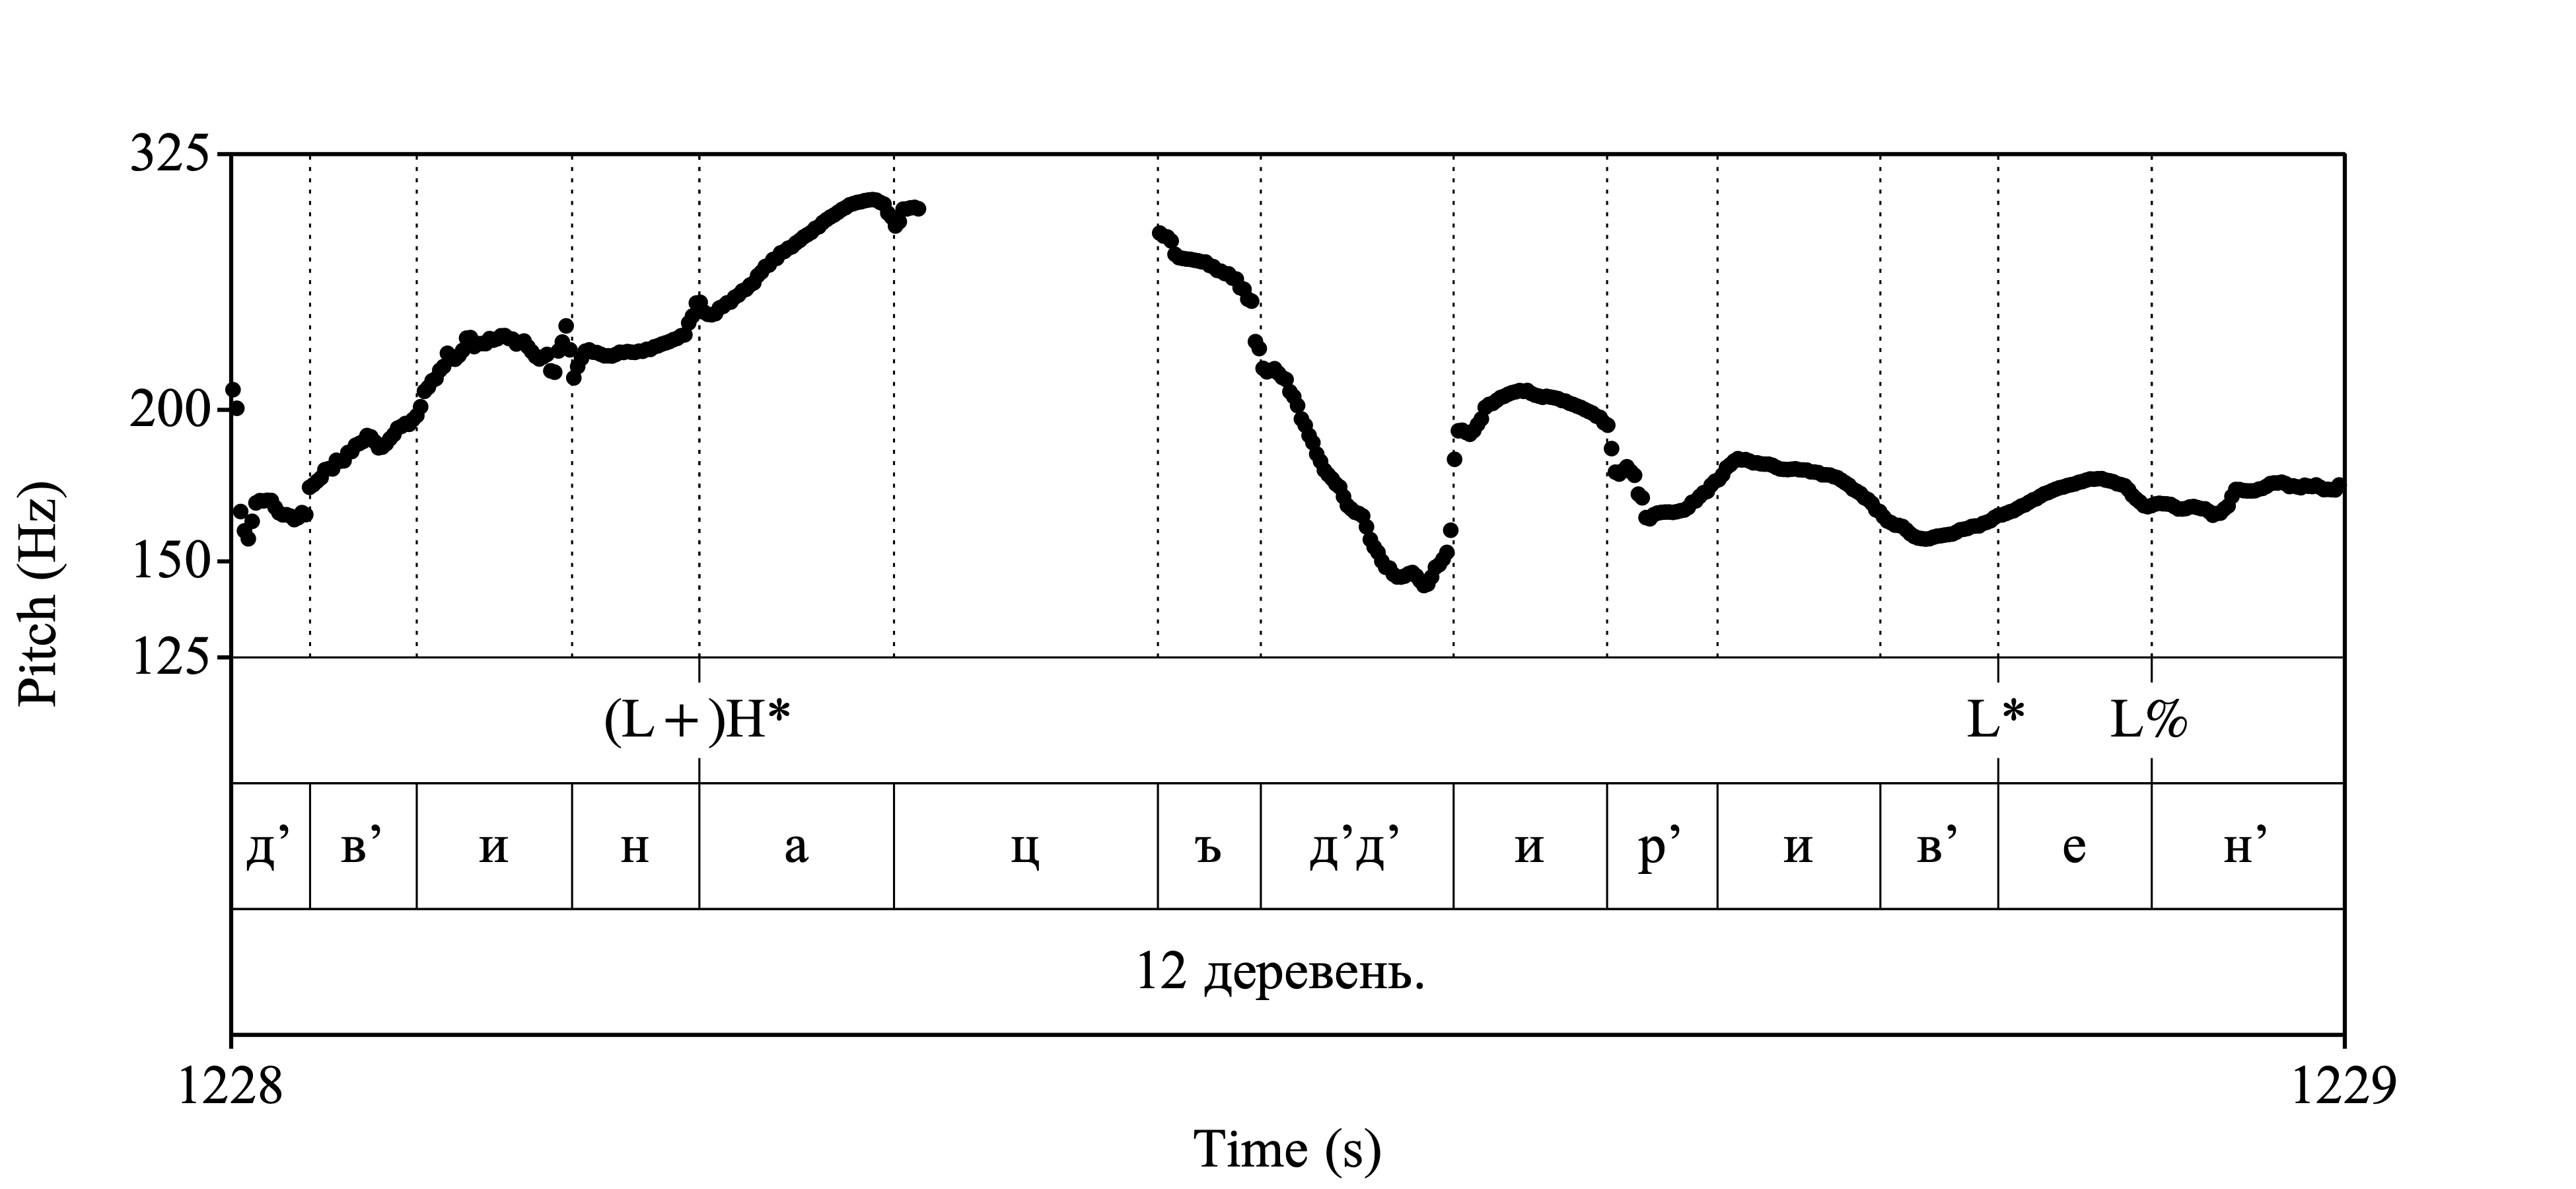 325
200
150
125
Pitch (Hz)
(L+)H* L* L%
д’ в’ и н а ц ъ д’д’ и р’ и в’ е н’
12 деревень.
1228 1229
Time (s)